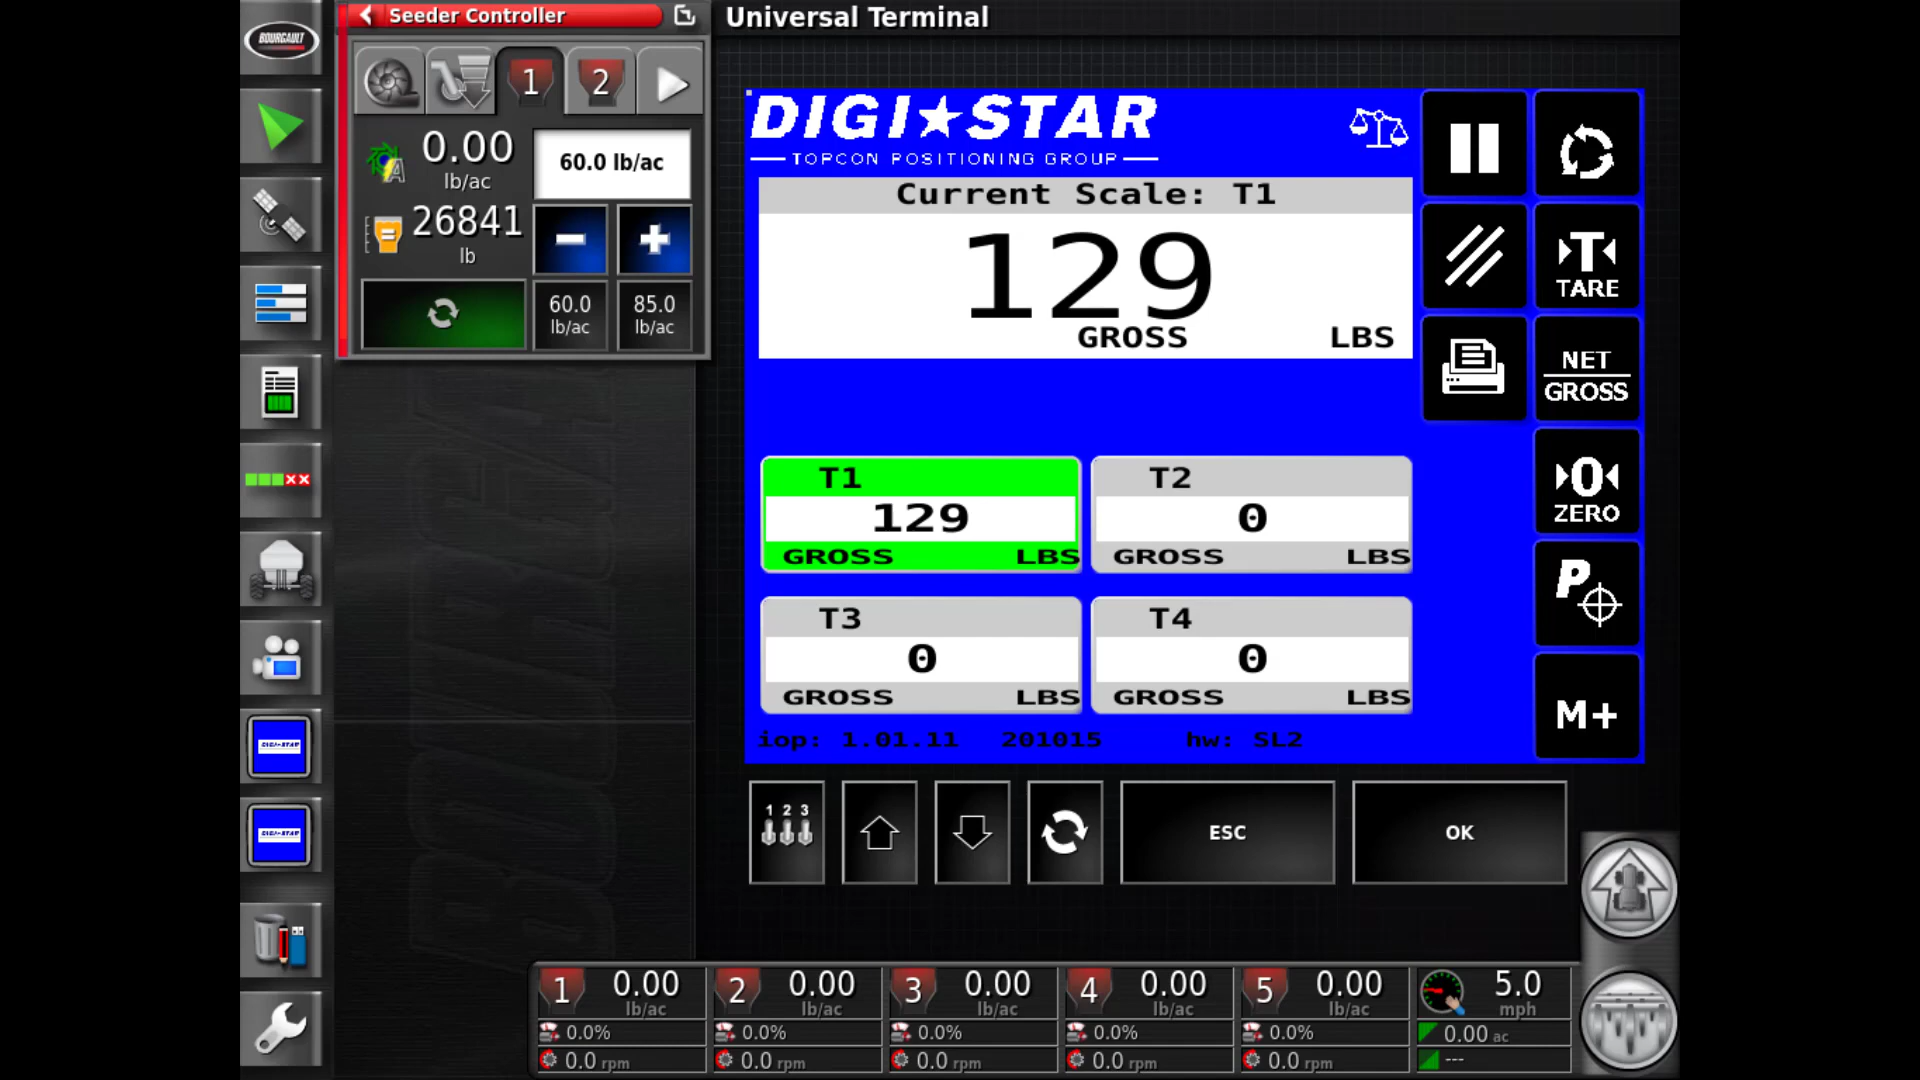 BOURGAULT
Seeder Controller
1
2
0.00
lb/ac
60.0 lb/ac
26841
lb
60.0
lb/ac
85.0
lb/ac
Universal Terminal
DIGI★STAR
TOPCON POSITIONING GROUP
Current Scale: T1
129
GROSS
LBS
T1
129
GROSS LBS
T2
0
GROSS LBS
T3
0
GROSS LBS
T4
0
GROSS LBS
iop: 1.01.11 201015 hw: SL2
TARE
NET
GROSS
0
ZERO
P
M+
1 2 3
ESC
OK
DIGI★STAR
DIGI★STAR
1 0.00
lb/ac
0.0%
0.0 rpm
2 0.00
lb/ac
0.0%
0.0 rpm
3 0.00
lb/ac
0.0%
0.0 rpm
4 0.00
lb/ac
0.0%
0.0 rpm
5 0.00
lb/ac
0.0%
0.0 rpm
5.0
mph
0.00 ac
---